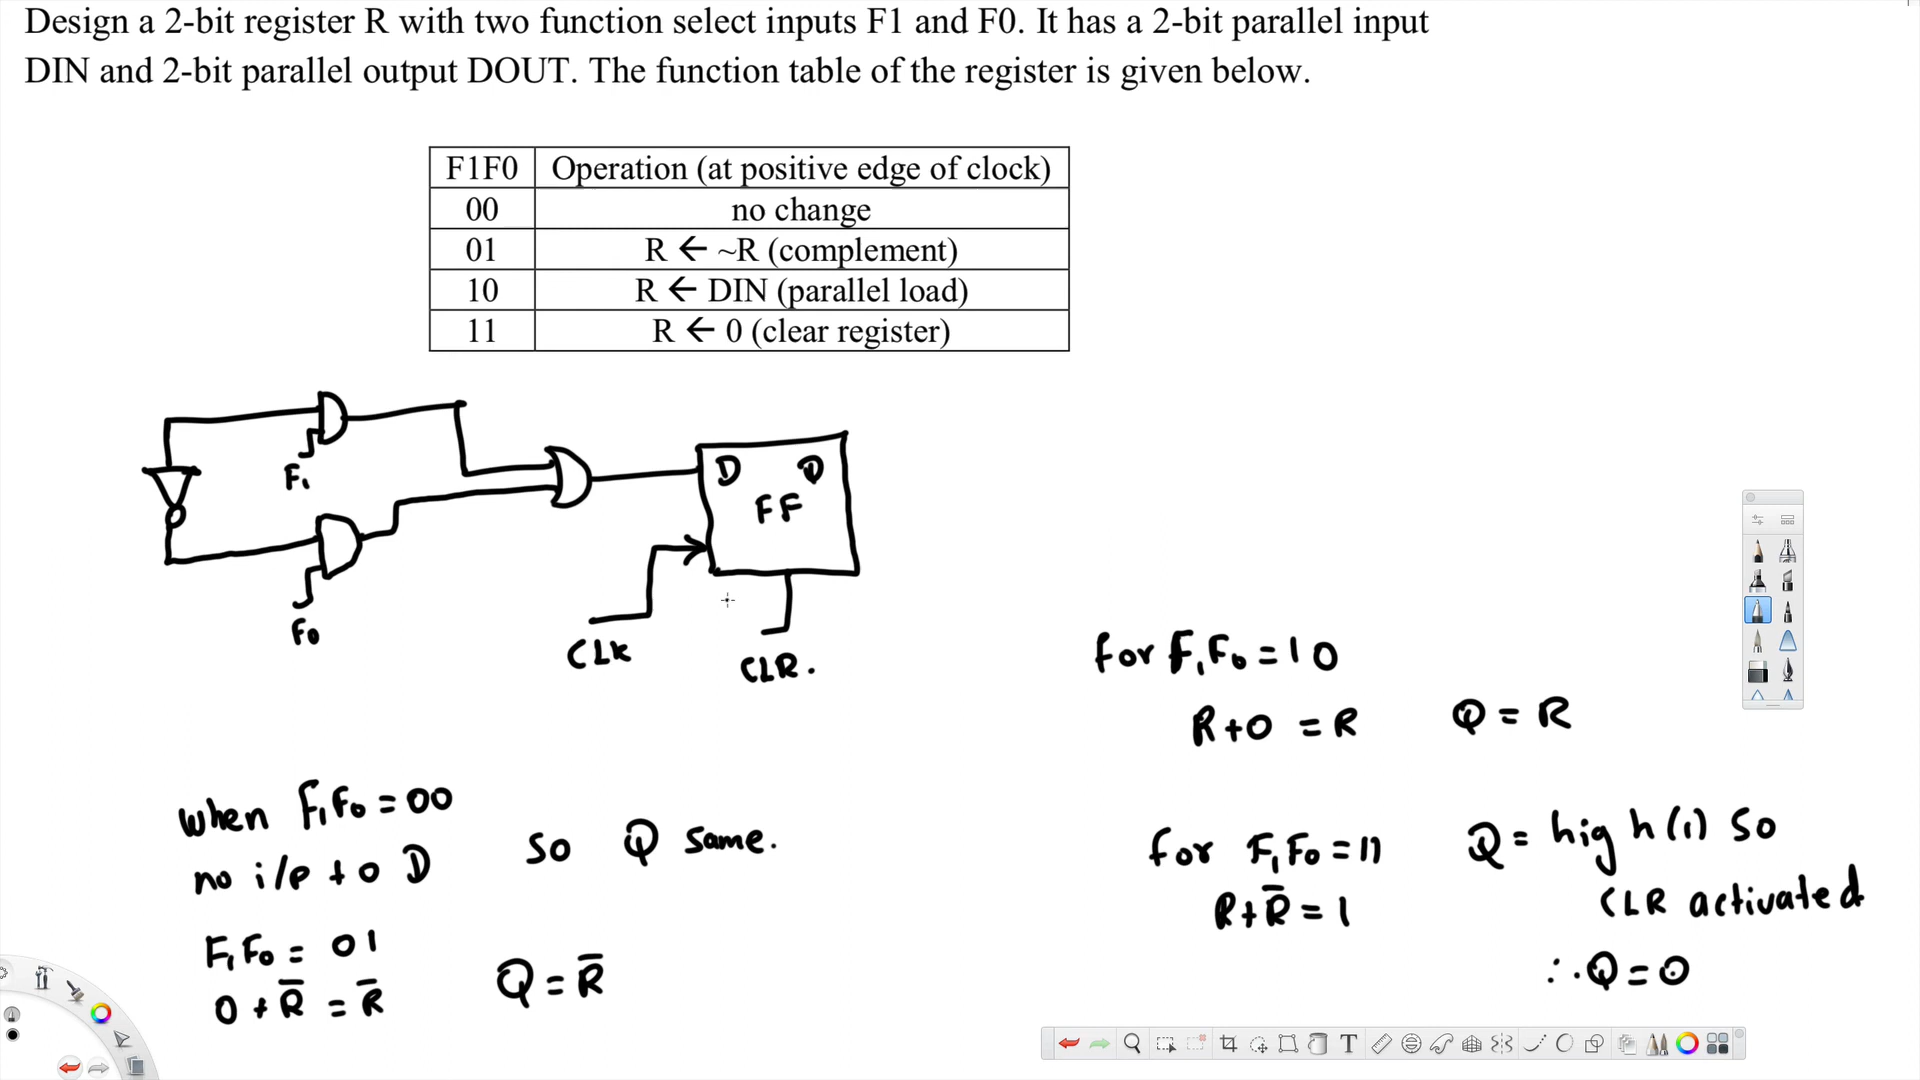 Design a 2-bit register R with two function select inputs F1 and F0. It has a 2-bit parallel input
DIN and 2-bit parallel output DOUT. The function table of the register is given below.
F1F0 Operation (at positive edge of clock)
00 no change
01 R ← ~R (complement)
10 R ← DIN (parallel load)
11 R ← 0 (clear register)
F₁
D Q
FF
F₀
CLK
CLR.
for F₁F₀ = 10
R+0 = R Q = R
when F₁F₀ = 00
no i/p to D so Q same.
F₁F₀ = 01
0 + R̅ = R̅ Q = R̅
for F₁F₀ = 11 Q = high (1) so
R+R̅ = 1 CLR activated
∴ Q = 0
T